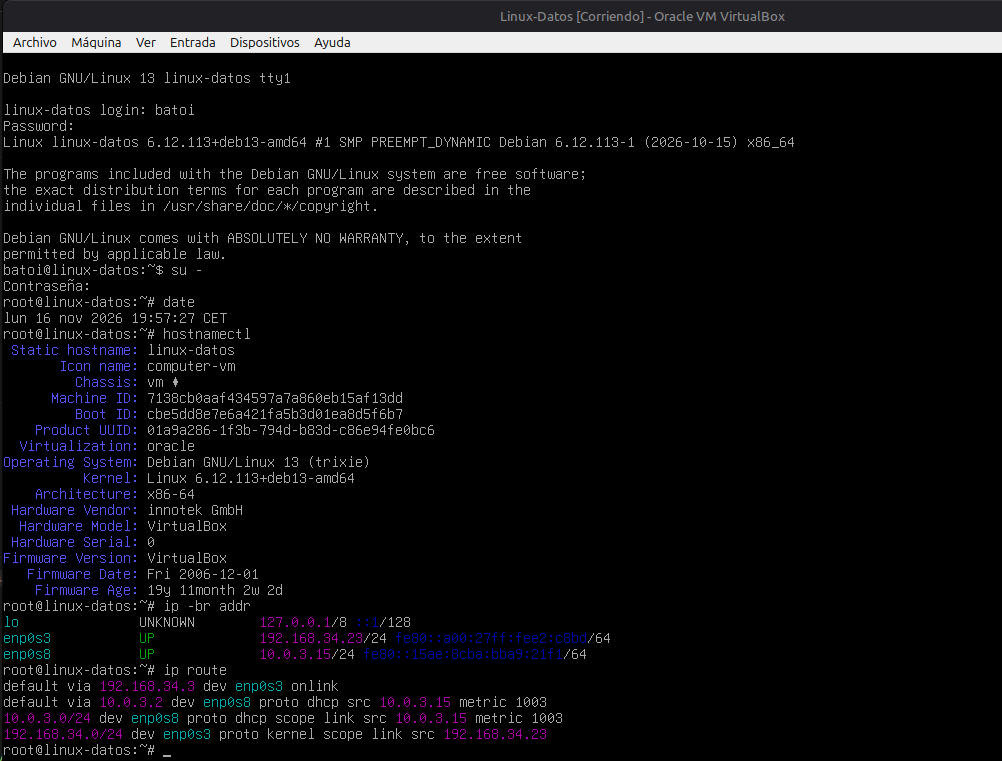 Linux-Datos [Corriendo] - Oracle VM VirtualBox
Archivo Máquina Ver Entrada Dispositivos Ayuda
Debian GNU/Linux 13 linux-datos tty1
linux-datos login: batoi
Password:
Linux linux-datos 6.12.113+deb13-amd64 #1 SMP PREEMPT_DYNAMIC Debian 6.12.113-1 (2026-10-15) x86_64
The programs included with the Debian GNU/Linux system are free software;
the exact distribution terms for each program are described in the
individual files in /usr/share/doc/*/copyright.
Debian GNU/Linux comes with ABSOLUTELY NO WARRANTY, to the extent
permitted by applicable law.
batoi@linux-datos:~$ su -
Contraseña:
root@linux-datos:~# date
lun 16 nov 2026 19:57:27 CET
root@linux-datos:~# hostnamectl
Static hostname: linux-datos
Icon name: computer-vm
Chassis: vm
Machine ID: 7138cb0aaf434597a7a860eb15af13dd
Boot ID: cbe5dd8e7e6a421fa5b3d01ea8d5f6b7
Product UUID: 01a9a286-1f3b-794d-b83d-c86e94fe0bc6
Virtualization: oracle
Operating System: Debian GNU/Linux 13 (trixie)
Kernel: Linux 6.12.113+deb13-amd64
Architecture: x86-64
Hardware Vendor: innotek GmbH
Hardware Model: VirtualBox
Hardware Serial: 0
Firmware Version: VirtualBox
Firmware Date: Fri 2006-12-01
Firmware Age: 19y 11month 2w 2d
root@linux-datos:~# ip -br addr
lo UNKNOWN 127.0.0.1/8 ::1/128
enp0s3 UP 192.168.34.23/24 fe80::a00:27ff:fee2:c8bd/64
enp0s8 UP 10.0.3.15/24 /64
root@linux-datos:~# ip route
default via 192.168.34.3 dev enp0s3 onlink
default via 10.0.3.2 dev enp0s8 proto dhcp src 10.0.3.15 metric 1003
10.0.3.0/24 dev enp0s8 proto dhcp scope link src 10.0.3.15 metric 1003
192.168.34.0/24 dev enp0s3 proto kernel scope link src 192.168.34.23
root@linux-datos:~# _